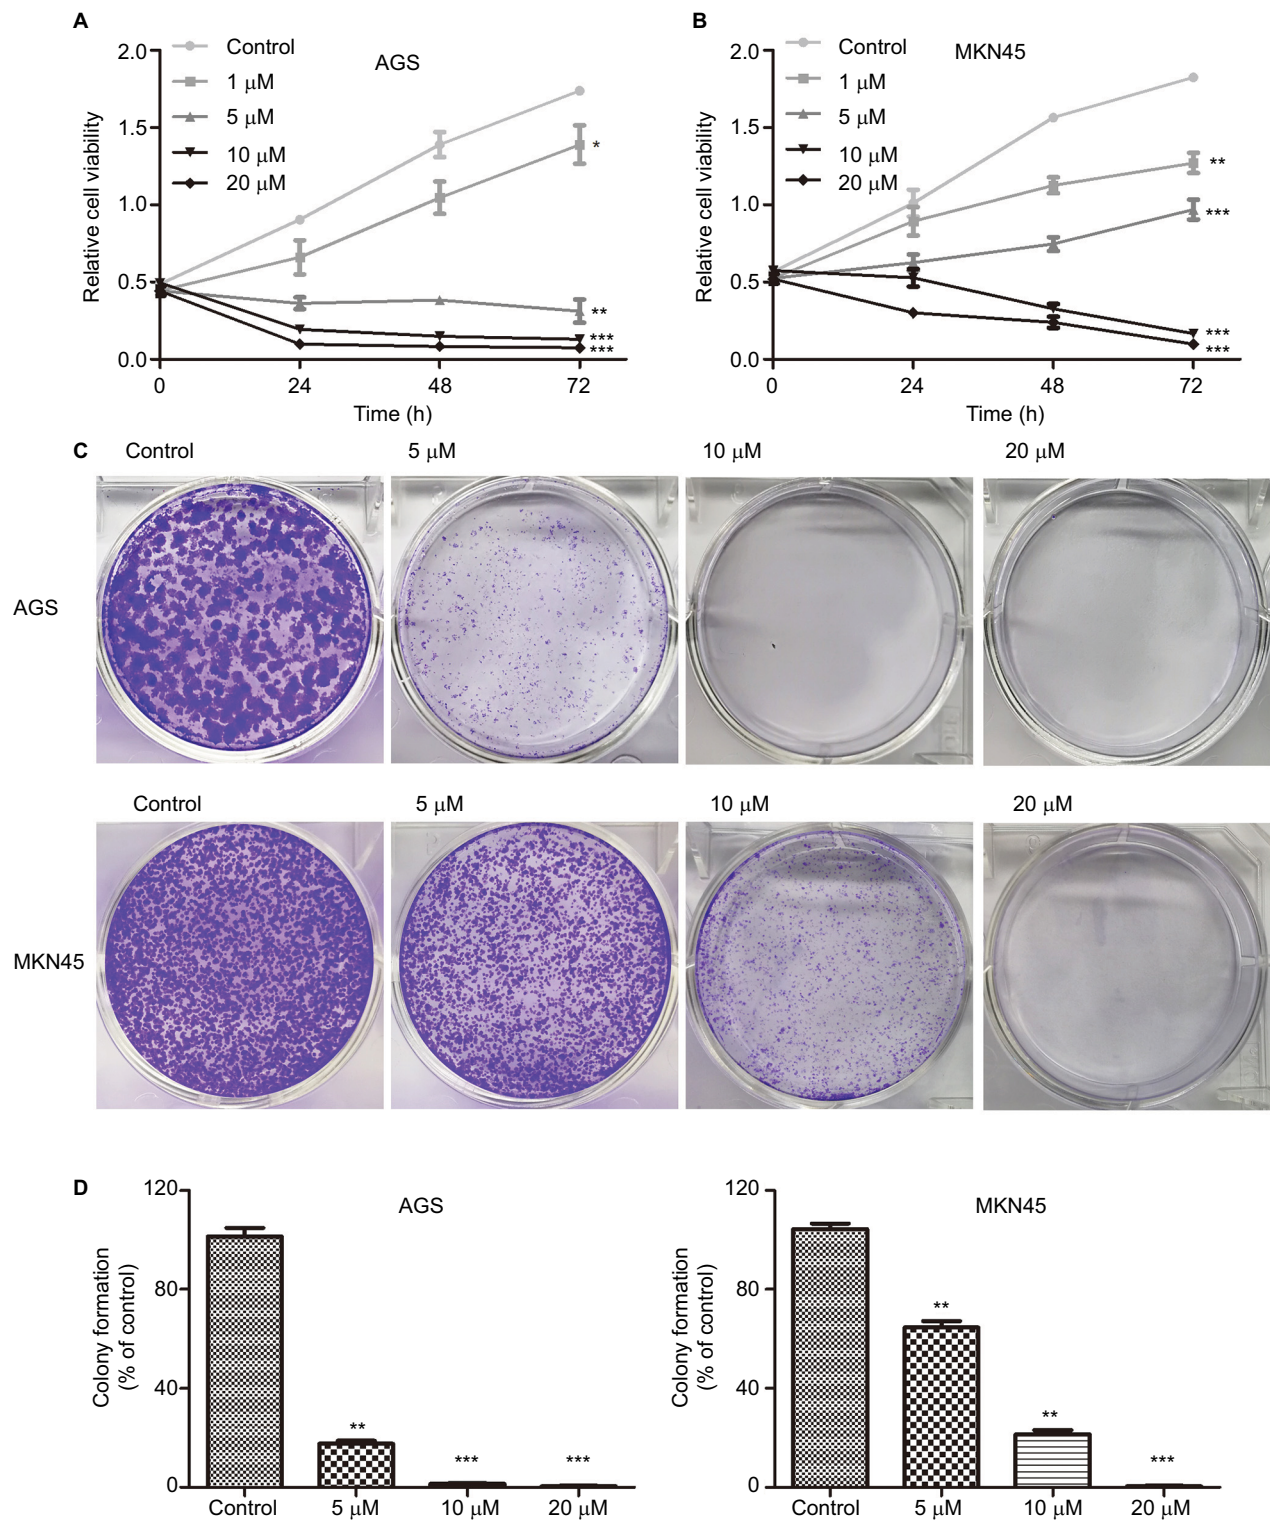 A
AGS
Control
1 μM
5 μM
10 μM
20 μM
Relative cell viability
2.0
1.5
1.0
0.5
0.0
0 24 48 72
Time (h)
*
**
***
***
B
MKN45
Control
1 μM
5 μM
10 μM
20 μM
Relative cell viability
2.0
1.5
1.0
0.5
0.0
0 24 48 72
Time (h)
**
***
***
***
C
Control 5 μM 10 μM 20 μM
AGS
Control 5 μM 10 μM 20 μM
MKN45
D
AGS
Colony formation
(% of control)
120
80
40
0
** *** ***
Control 5 μM 10 μM 20 μM
MKN45
Colony formation
(% of control)
120
80
40
0
**
**
***
Control 5 μM 10 μM 20 μM